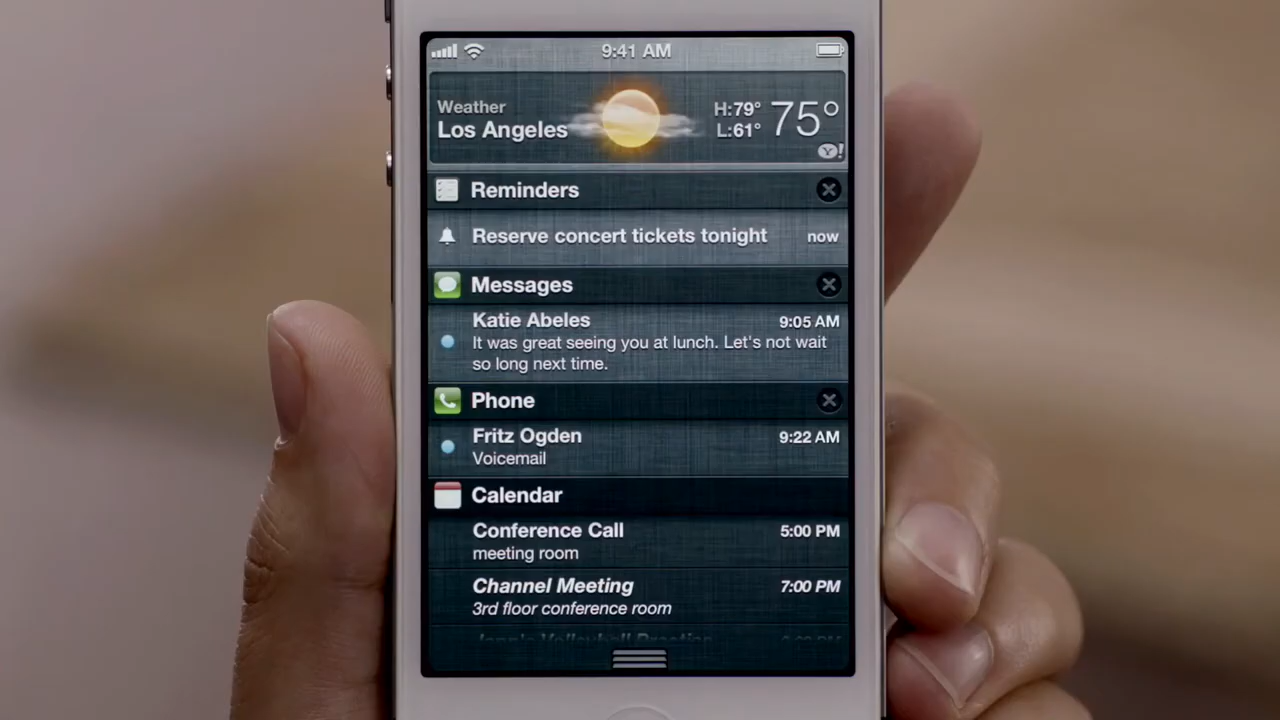 9:41 AM
Weather
Los Angeles
H:79°
L:61°
75°
Y!
Reminders
Reserve concert tickets tonight now
Messages
Katie Abeles 9:05 AM
It was great seeing you at lunch. Let's not wait
so long next time.
Phone
Fritz Ogden 9:22 AM
Voicemail
Calendar
Conference Call 5:00 PM
meeting room
Channel Meeting 7:00 PM
3rd floor conference room